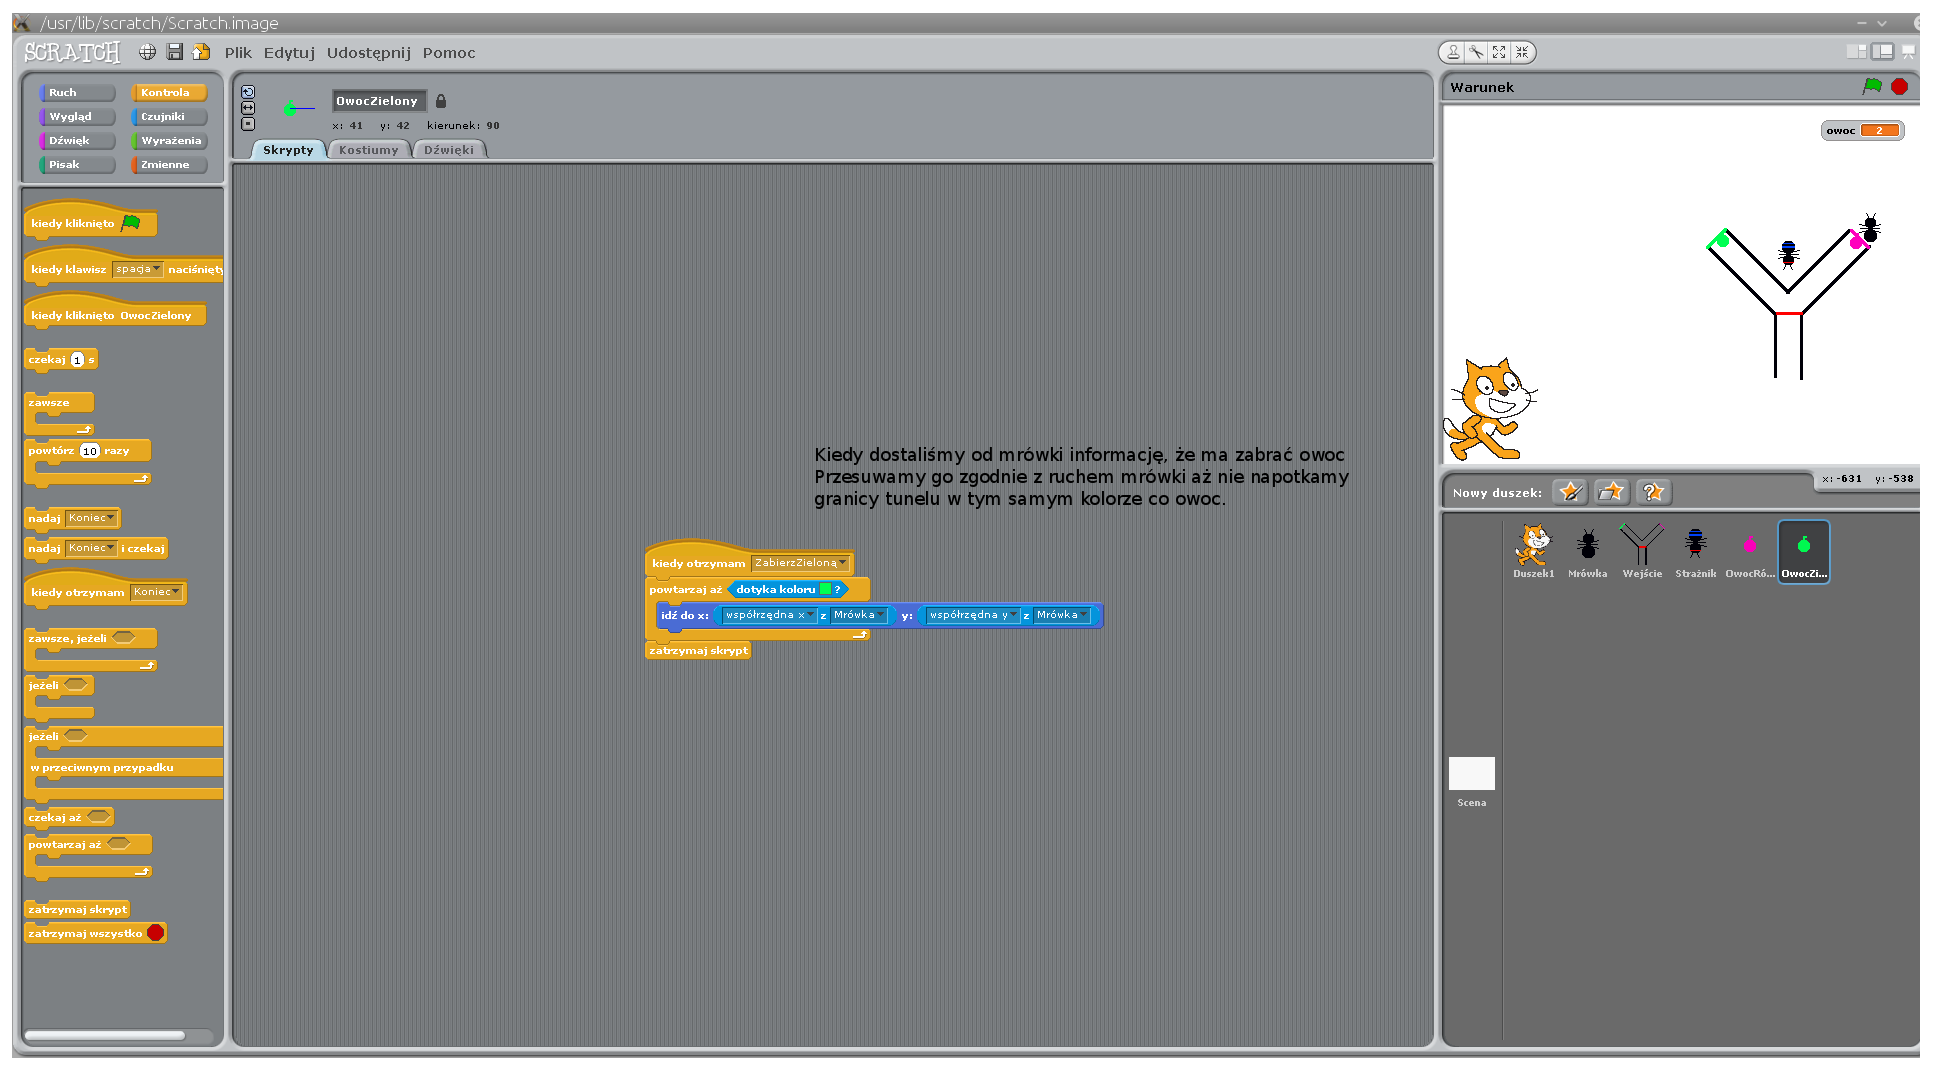 /usr/lib/scratch/Scratch.image
SCRATCH Plik Edytuj Udostępnij Pomoc
Ruch Kontrola
Wygląd Czujniki
Dźwięk Wyrażenia
Pisak Zmienne
kiedy kliknięto
kiedy klawisz spacja naciśnięty
kiedy kliknięto OwocZielony
czekaj 1 s
zawsze
powtórz 10 razy
nadaj Koniec
nadaj Koniec i czekaj
kiedy otrzymam Koniec
zawsze, jeżeli
jeżeli
jeżeli
w przeciwnym przypadku
czekaj aż
powtarzaj aż
zatrzymaj skrypt
zatrzymaj wszystko
OwocZielony
x: 41 y: 42 kierunek: 90
Skrypty Kostiumy Dźwięki
Kiedy dostaliśmy od mrówki informację, że ma zabrać owoc
Przesuwamy go zgodnie z ruchem mrówki aż nie napotkamy
granicy tunelu w tym samym kolorze co owoc.
kiedy otrzymam ZabierzZieloną
powtarzaj aż dotyka koloru ?
idź do x: współrzędna x z Mrówka y: współrzędna y z Mrówka
zatrzymaj skrypt
Warunek
owoc 2
x: -631 y: -538
Nowy duszek:
Duszek1 Mrówka Wejście Strażnik OwocRó... OwocZi...
Scena